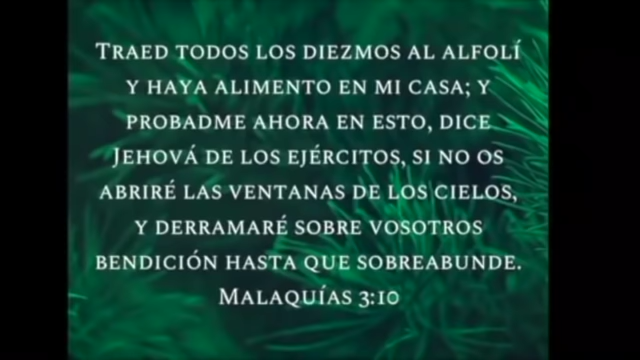 Traed todos los diezmos al alfolí
y haya alimento en mi casa; y
probadme ahora en esto, dice
Jehová de los ejércitos, si no os
abriré las ventanas de los cielos,
y derramaré sobre vosotros
bendición hasta que sobreabunde.
Malaquías 3:10